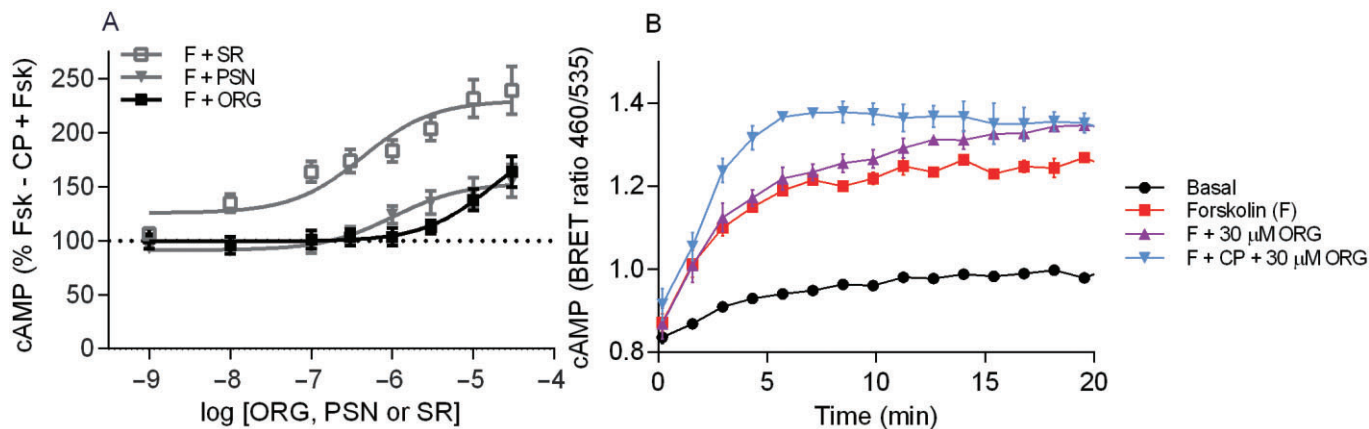 A
F + SR
F + PSN
F + ORG
cAMP (% Fsk - CP + Fsk)
250
200
150
100
50
0
−9 −8 −7 −6 −5 −4
log [ORG, PSN or SR]
B
cAMP (BRET ratio 460/535)
1.4
1.2
1.0
0.8
0 5 10 15 20
Time (min)
Basal
Forskolin (F)
F + 30 μM ORG
F + CP + 30 μM ORG